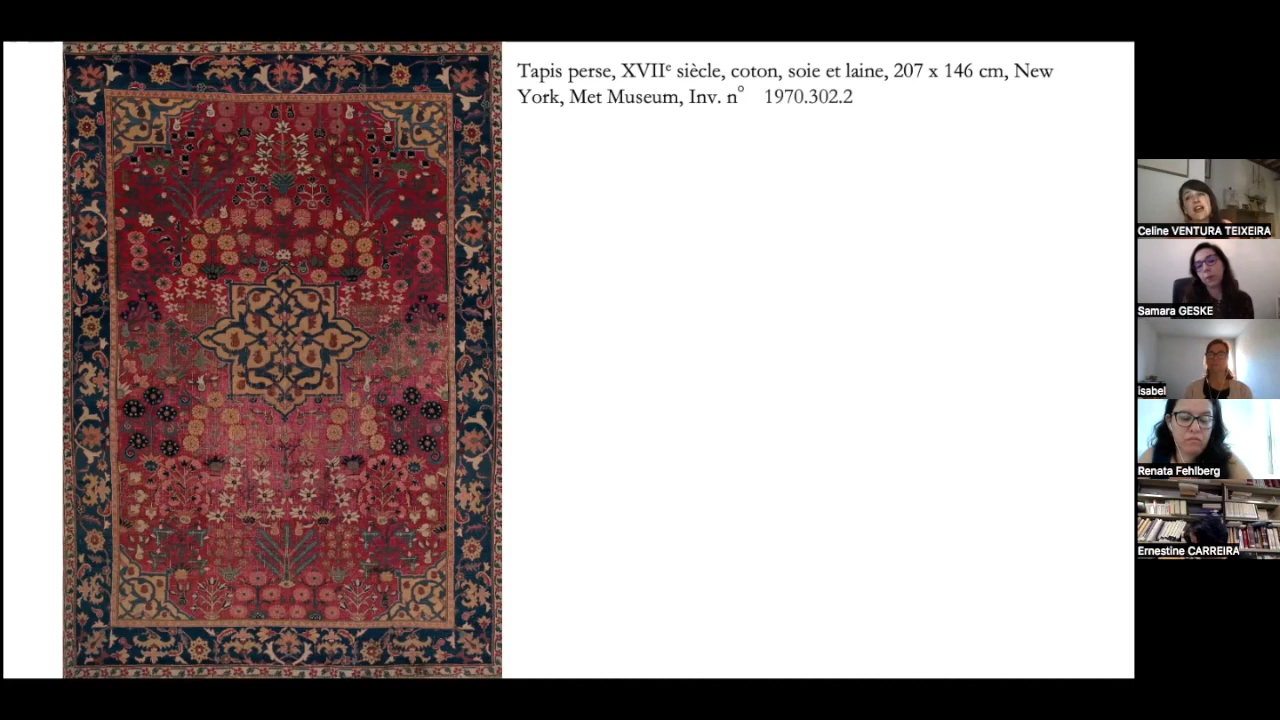 Tapis perse, XVIIᵉ siècle, coton, soie et laine, 207 x 146 cm, New
York, Met Museum, Inv. n° 1970.302.2
Celine VENTURA TEIXEIRA
Samara GESKE
isabel
Renata Fehlberg
Ernestine CARREIRA